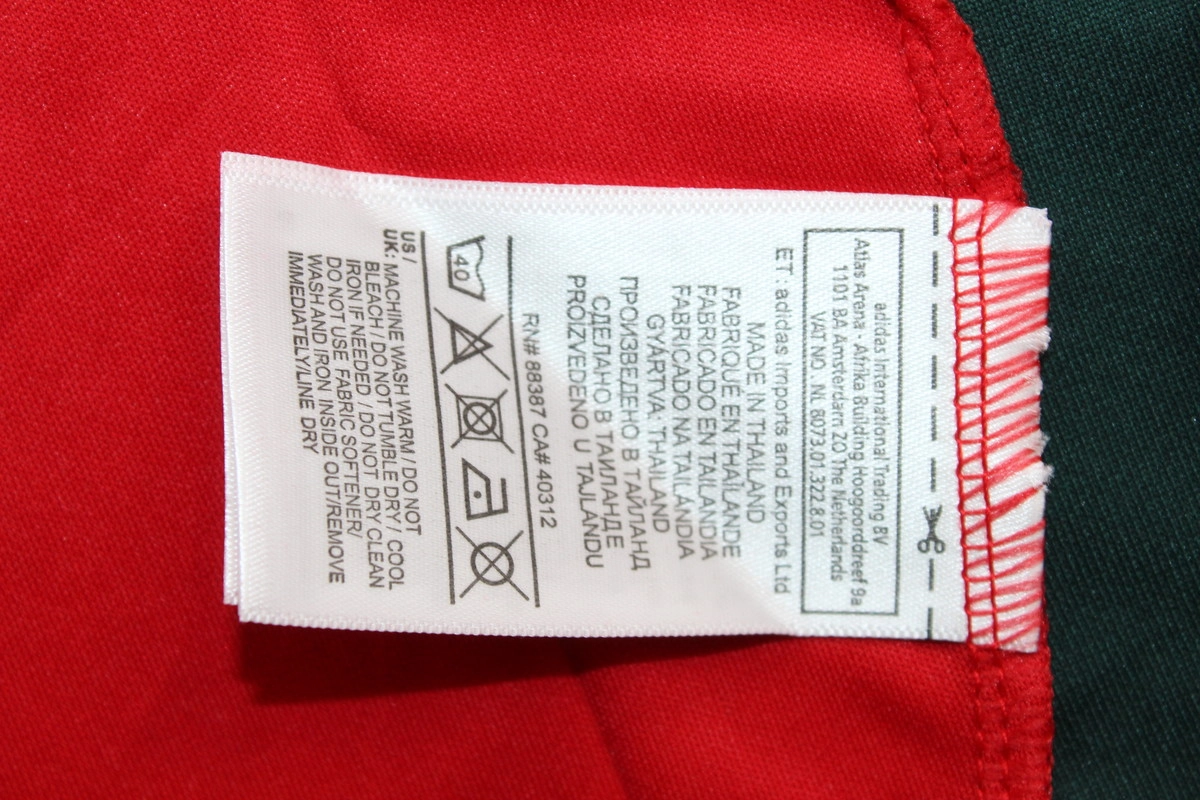 adidas International Trading BV
Atlas Arena - Afrika Building Hoogoorddreef 9a
1101 BA Amsterdam ZO The Netherlands
VAT NO. NL 8073.01.322.8.01
ET : adidas Imports and Exports Ltd
MADE IN THAILAND
FABRIQUÉ EN THAÏLANDE
FABRICADO EN TAILANDIA
FABRICADO NA TAILANDIA
GYÁRTVA: THAILAND
ПРОИЗВЕДЕНО В ТАЙЛАНД
СДЕЛАНО В ТАИЛАНДЕ
PROIZVEDENO U TAJLANDU
RN# 88387 CA# 40312
40
US /
UK: MACHINE WASH WARM / DO NOT
BLEACH / DO NOT TUMBLE DRY / COOL
IRON IF NEEDED / DO NOT DRY CLEAN
DO NOT USE FABRIC SOFTENER/
WASH AND IRON INSIDE OUT/REMOVE
IMMEDIATELY/LINE DRY